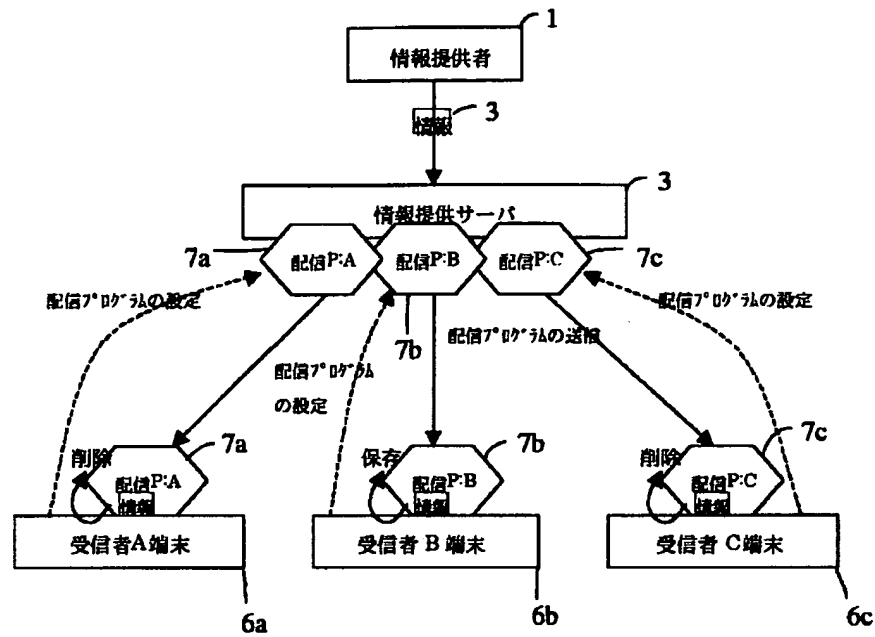 1
情報提供者
情報
3
3
情報提供サーバ
7a
配信P:A
配信P:B
配信P:C
7c
配信ﾌﾟﾛｸﾞﾗﾑの設定
配信ﾌﾟﾛｸﾞﾗﾑの設定
7b
配信ﾌﾟﾛｸﾞﾗﾑの送信
配信ﾌﾟﾛｸﾞﾗﾑ
の設定
削除
7a
配信P:A
情報
保存
7b
配信P:B
情報
削除
7c
配信P:C
情報
受信者A端末
受信者 B 端末
受信者 C端末
6a
6b
6c